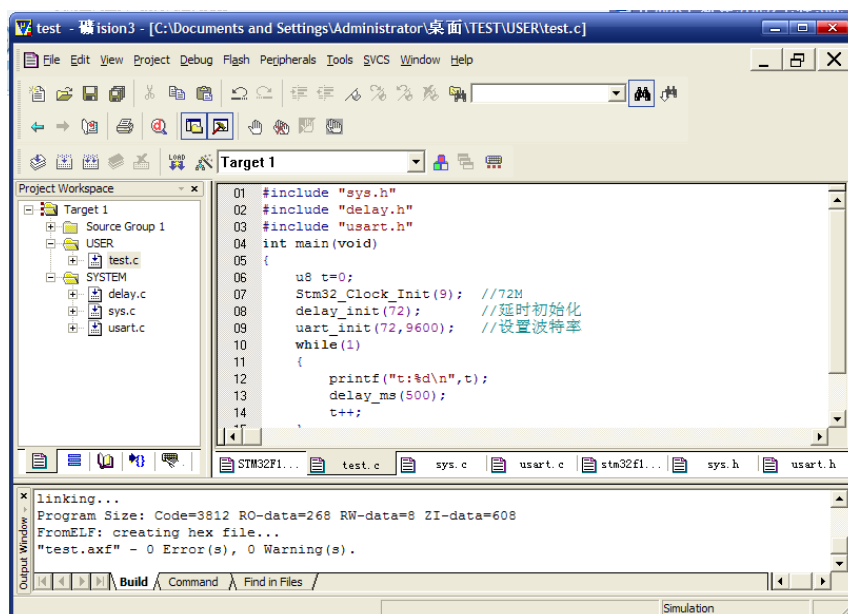 test - 礦ision3 - [C:\Documents and Settings\Administrator\桌面\TEST\USER\test.c]
File Edit View Project Debug Flash Peripherals Tools SVCS Window Help
LOAD Target 1
Project Workspace
Target 1
Source Group 1
USER
test.c
SYSTEM
delay.c
sys.c
usart.c
01 #include "sys.h"
02 #include "delay.h"
03 #include "usart.h"
04 int main(void)
05 {
06 u8 t=0;
07 Stm32_Clock_Init(9); //72M
08 delay_init(72); //延时初始化
09 uart_init(72,9600); //设置波特率
10 while(1)
11 {
12 printf("t:%d\n",t);
13 delay_ms(500);
14 t++;
STM32F1... test.c sys.c usart.c stm32f1... sys.h usart.h
Output Window
linking...
Program Size: Code=3812 RO-data=268 RW-data=8 ZI-data=608
FromELF: creating hex file...
"test.axf" - 0 Error(s), 0 Warning(s).
Build Command Find in Files
Simulation